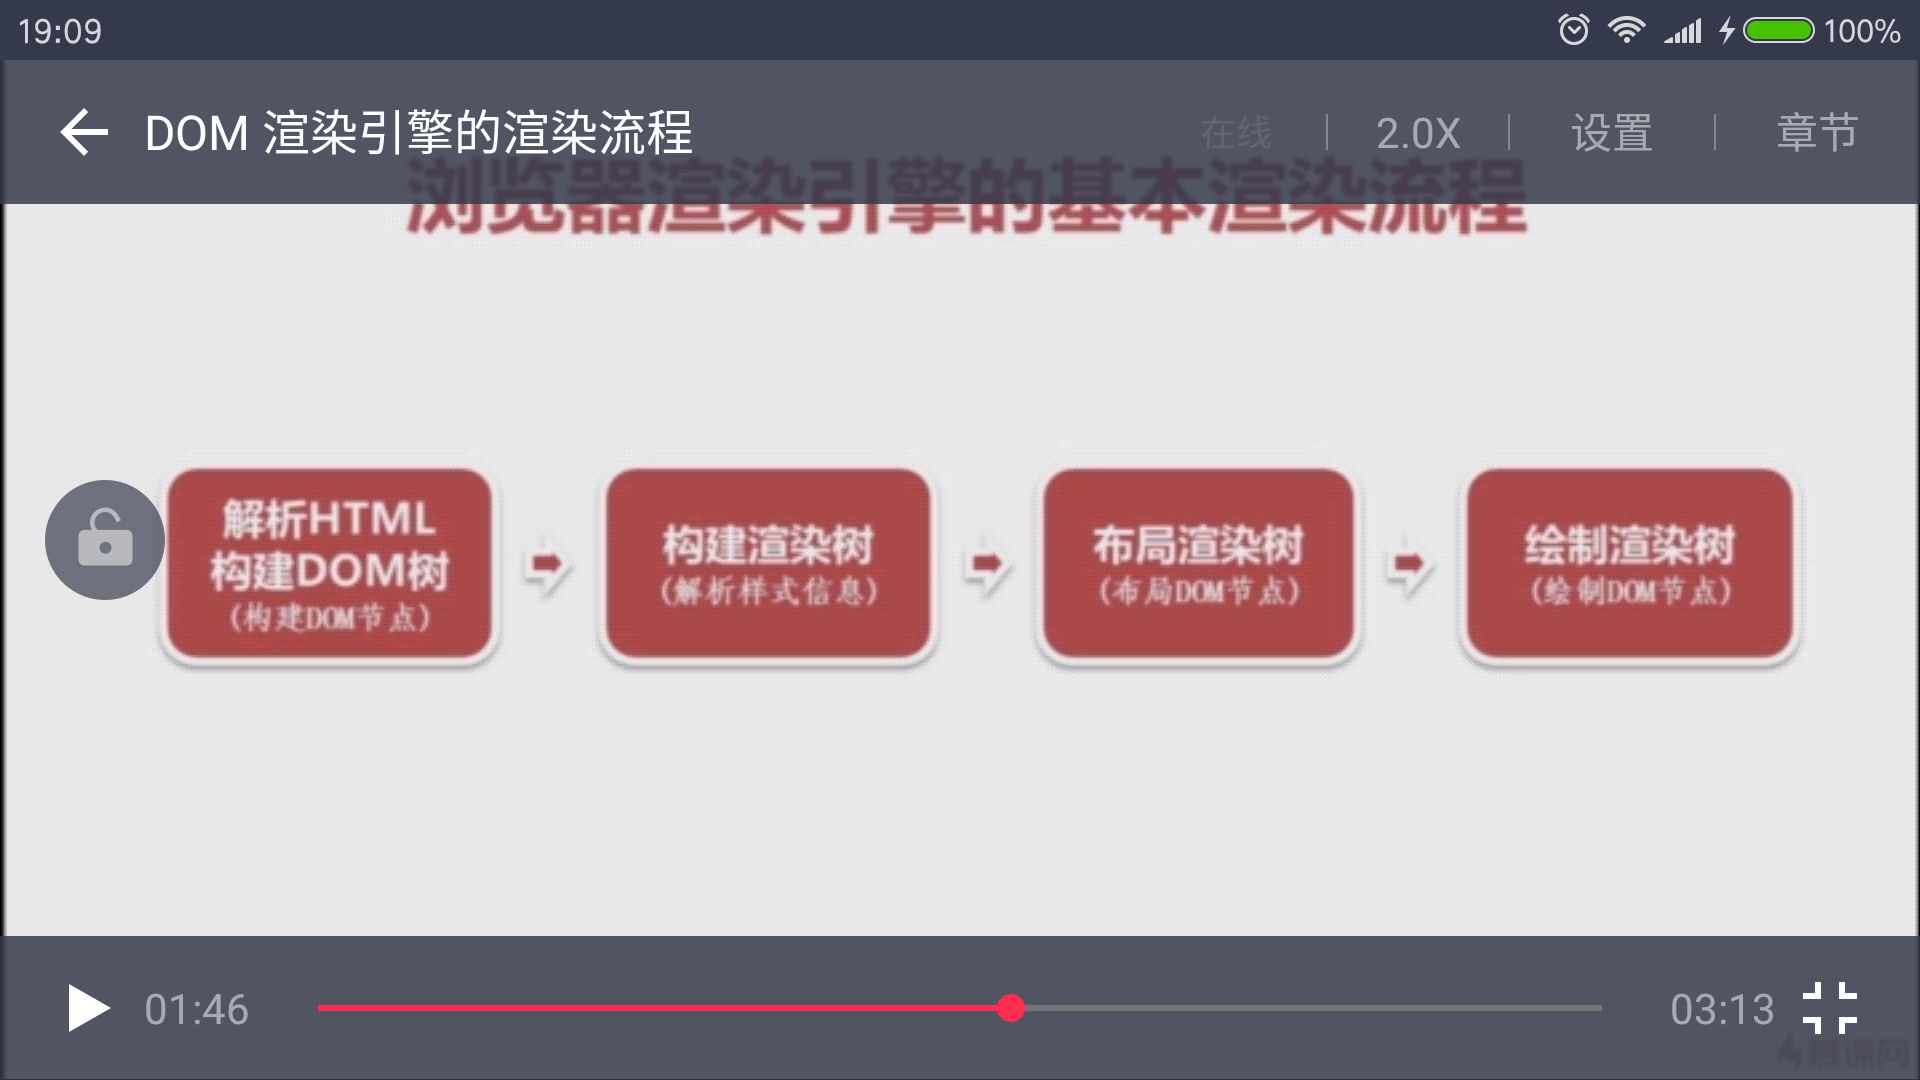 19:09
100%
DOM 渲染引擎的渲染流程
在线
2.0X
设置
章节
浏览器渲染引擎的基本渲染流程
解析HTML
构建DOM树
(构建DOM节点)
构建渲染树
(解析样式信息)
布局渲染树
(布局DOM节点)
绘制渲染树
(绘制DOM节点)
01:46
03:13
慕课网